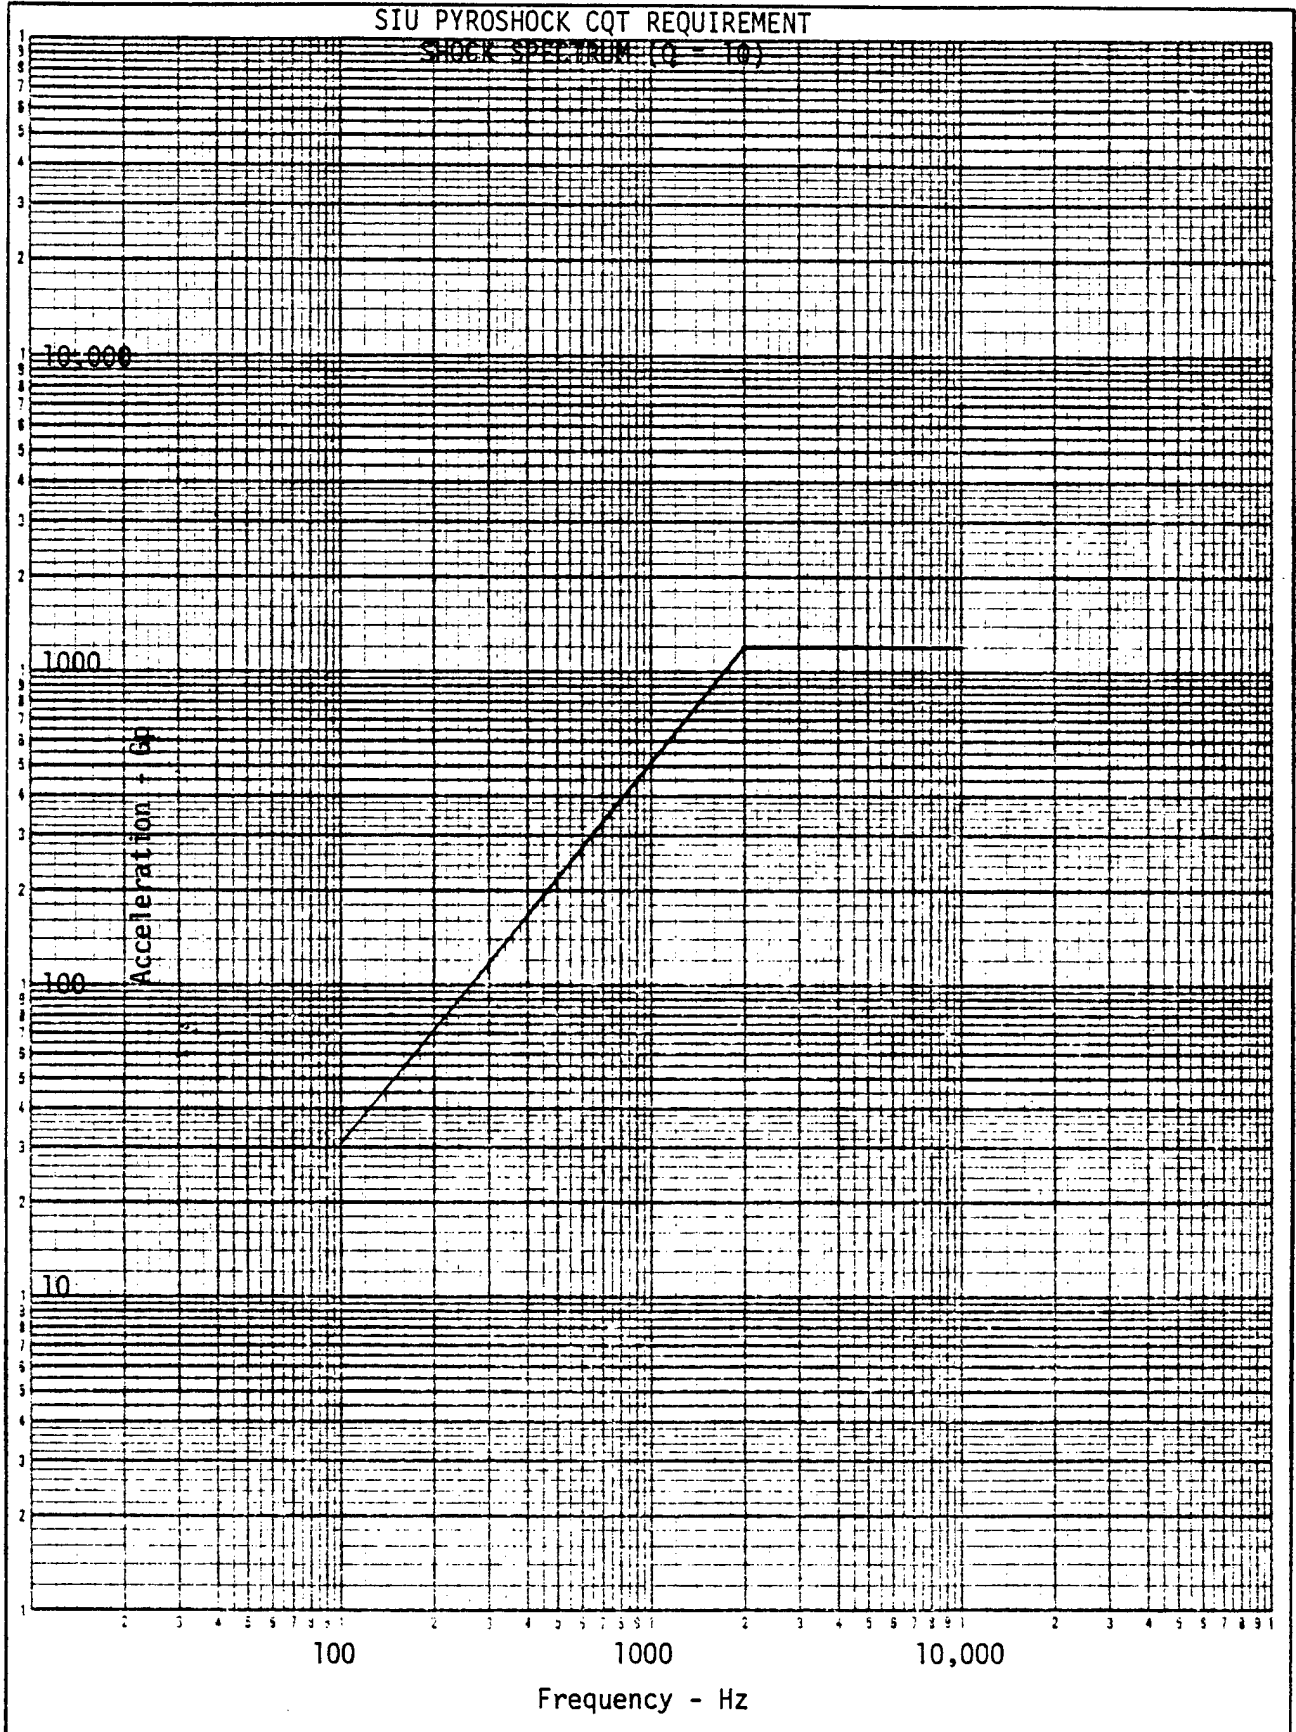 SIU PYROSHOCK CQT REQUIREMENT
SHOCK SPECTRUM (Q = 10)
10,000
1000
Acceleration - Gp
100
10
100 1000 10,000
Frequency - Hz